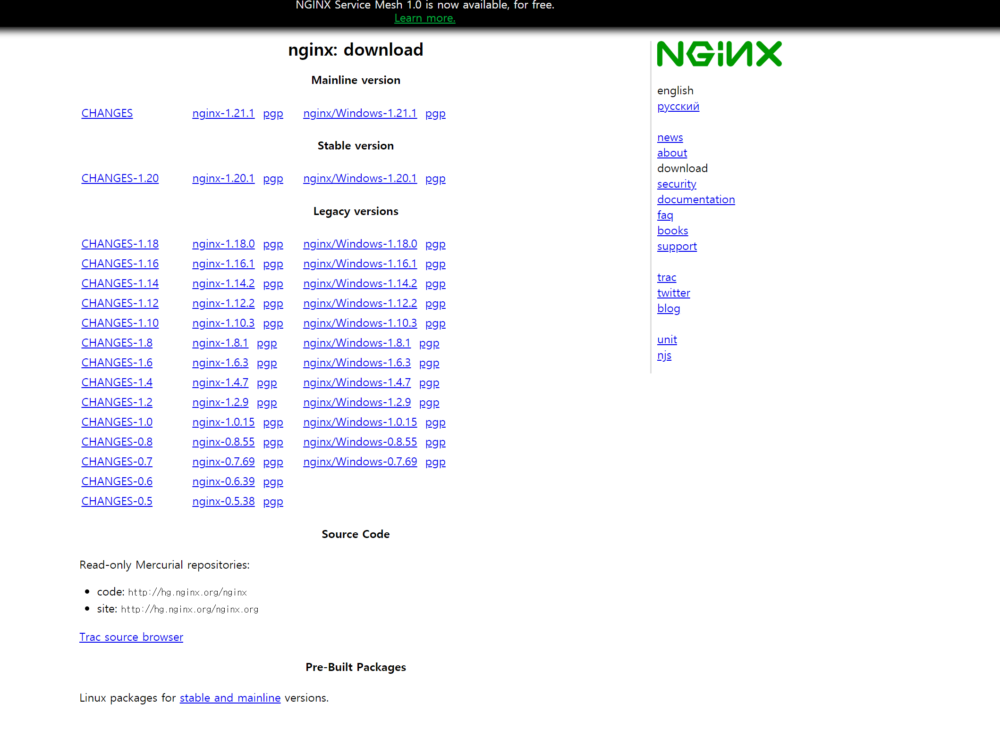 NGINX Service Mesh 1.0 is now available, for free.
Learn more.
nginx: download
Mainline version
CHANGES nginx-1.21.1 pgp nginx/Windows-1.21.1 pgp
Stable version
CHANGES-1.20 nginx-1.20.1 pgp nginx/Windows-1.20.1 pgp
Legacy versions
CHANGES-1.18 nginx-1.18.0 pgp nginx/Windows-1.18.0 pgp
CHANGES-1.16 nginx-1.16.1 pgp nginx/Windows-1.16.1 pgp
CHANGES-1.14 nginx-1.14.2 pgp nginx/Windows-1.14.2 pgp
CHANGES-1.12 nginx-1.12.2 pgp nginx/Windows-1.12.2 pgp
CHANGES-1.10 nginx-1.10.3 pgp nginx/Windows-1.10.3 pgp
CHANGES-1.8 nginx-1.8.1 pgp nginx/Windows-1.8.1 pgp
CHANGES-1.6 nginx-1.6.3 pgp nginx/Windows-1.6.3 pgp
CHANGES-1.4 nginx-1.4.7 pgp nginx/Windows-1.4.7 pgp
CHANGES-1.2 nginx-1.2.9 pgp nginx/Windows-1.2.9 pgp
CHANGES-1.0 nginx-1.0.15 pgp nginx/Windows-1.0.15 pgp
CHANGES-0.8 nginx-0.8.55 pgp nginx/Windows-0.8.55 pgp
CHANGES-0.7 nginx-0.7.69 pgp nginx/Windows-0.7.69 pgp
CHANGES-0.6 nginx-0.6.39 pgp
CHANGES-0.5 nginx-0.5.38 pgp
Source Code
Read-only Mercurial repositories:
• code: http://hg.nginx.org/nginx
• site: http://hg.nginx.org/nginx.org
Trac source browser
Pre-Built Packages
Linux packages for stable and mainline versions.
NGINX
english
русский
news
about
download
security
documentation
faq
books
support
trac
twitter
blog
unit
njs